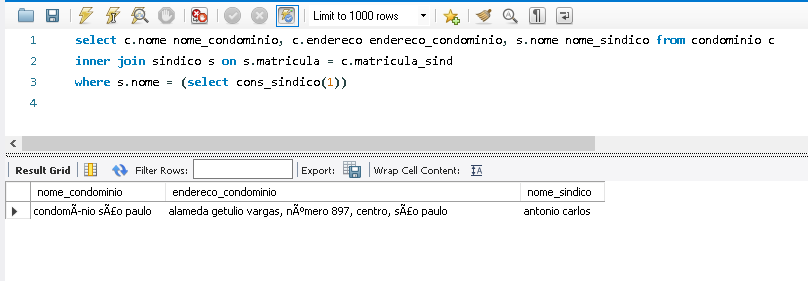 Limit to 1000 rows
1 select c.nome nome_condominio, c.endereco endereco_condominio, s.nome nome_sindico from condominio c
2 inner join sindico s on s.matricula = c.matricula_sind
3 where s.nome = (select cons_sindico(1))
4
Result Grid Filter Rows: Export: Wrap Cell Content:
nome_condominio endereco_condominio nome_sindico
condomÃ-nio sÃ£o paulo alameda getulio vargas, nÃºmero 897, centro, sÃ£o paulo antonio carlos